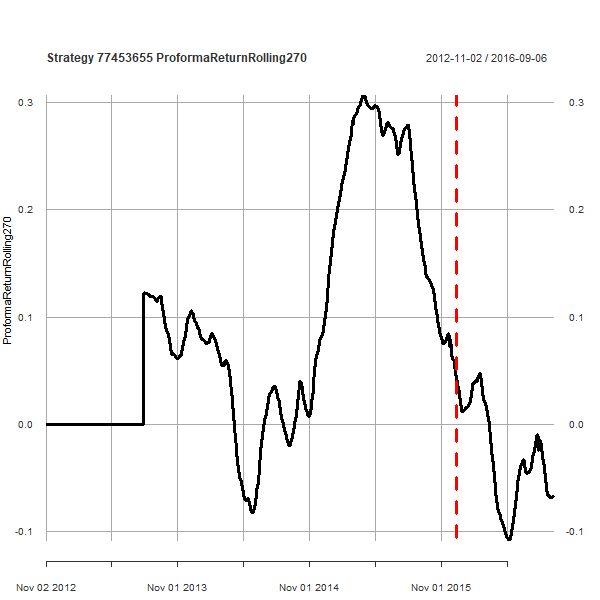 Strategy 77453655 ProformaReturnRolling270 2012-11-02 / 2016-09-06
0.3 0.3
0.2 0.2
ProformaReturnRolling270
0.1 0.1
0.0 0.0
-0.1 -0.1
Nov 02 2012 Nov 01 2013 Nov 01 2014 Nov 01 2015